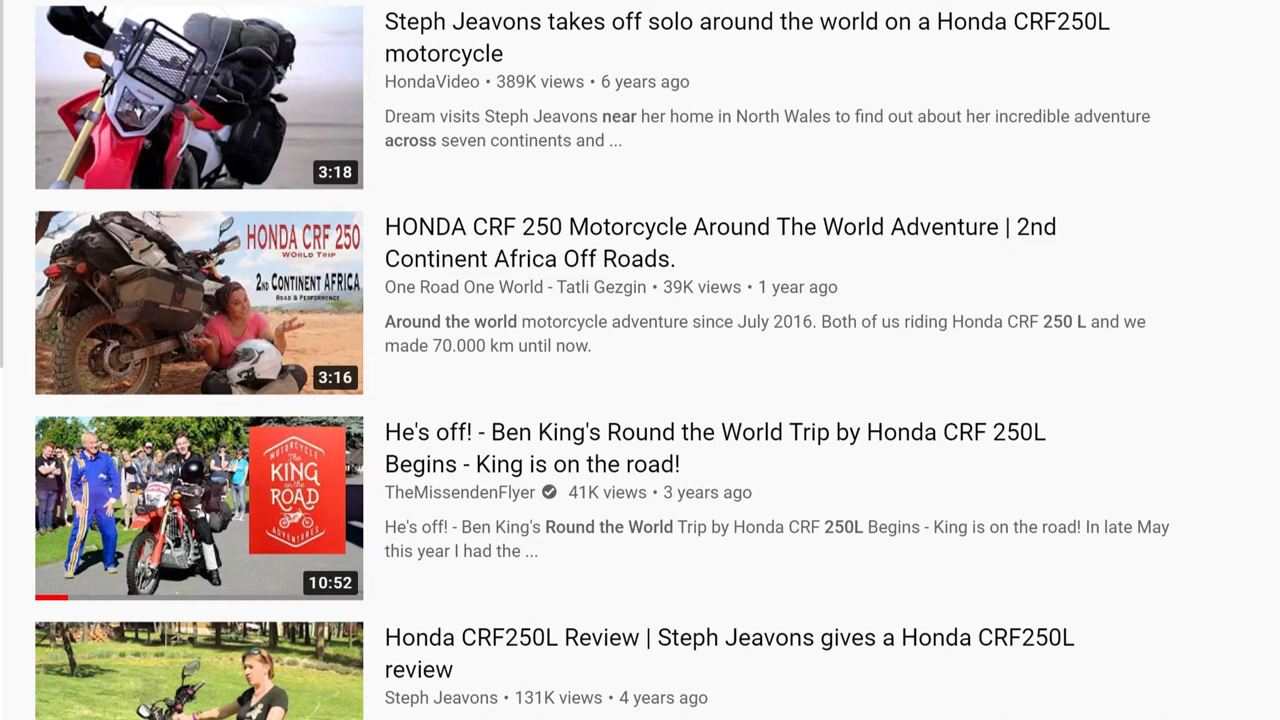 Steph Jeavons takes off solo around the world on a Honda CRF250L
motorcycle
HondaVideo • 389K views • 6 years ago
Dream visits Steph Jeavons near her home in North Wales to find out about her incredible adventure
across seven continents and ...
3:18
HONDA CRF 250
WORLD TRIP
2ND CONTINENT AFRICA
ROAD & PERFORMENCE
3:16
HONDA CRF 250 Motorcycle Around The World Adventure | 2nd
Continent Africa Off Roads.
One Road One World - Tatli Gezgin • 39K views • 1 year ago
Around the world motorcycle adventure since July 2016. Both of us riding Honda CRF 250 L and we
made 70.000 km until now.
MOTORCYCLE
The
KING
on the
ROAD
ADVENTURES
10:52
He's off! - Ben King's Round the World Trip by Honda CRF 250L
Begins - King is on the road!
TheMissendenFlyer 41K views • 3 years ago
He's off! - Ben King's Round the World Trip by Honda CRF 250L Begins - King is on the road! In late May
this year I had the ...
Honda CRF250L Review | Steph Jeavons gives a Honda CRF250L
review
Steph Jeavons • 131K views • 4 years ago